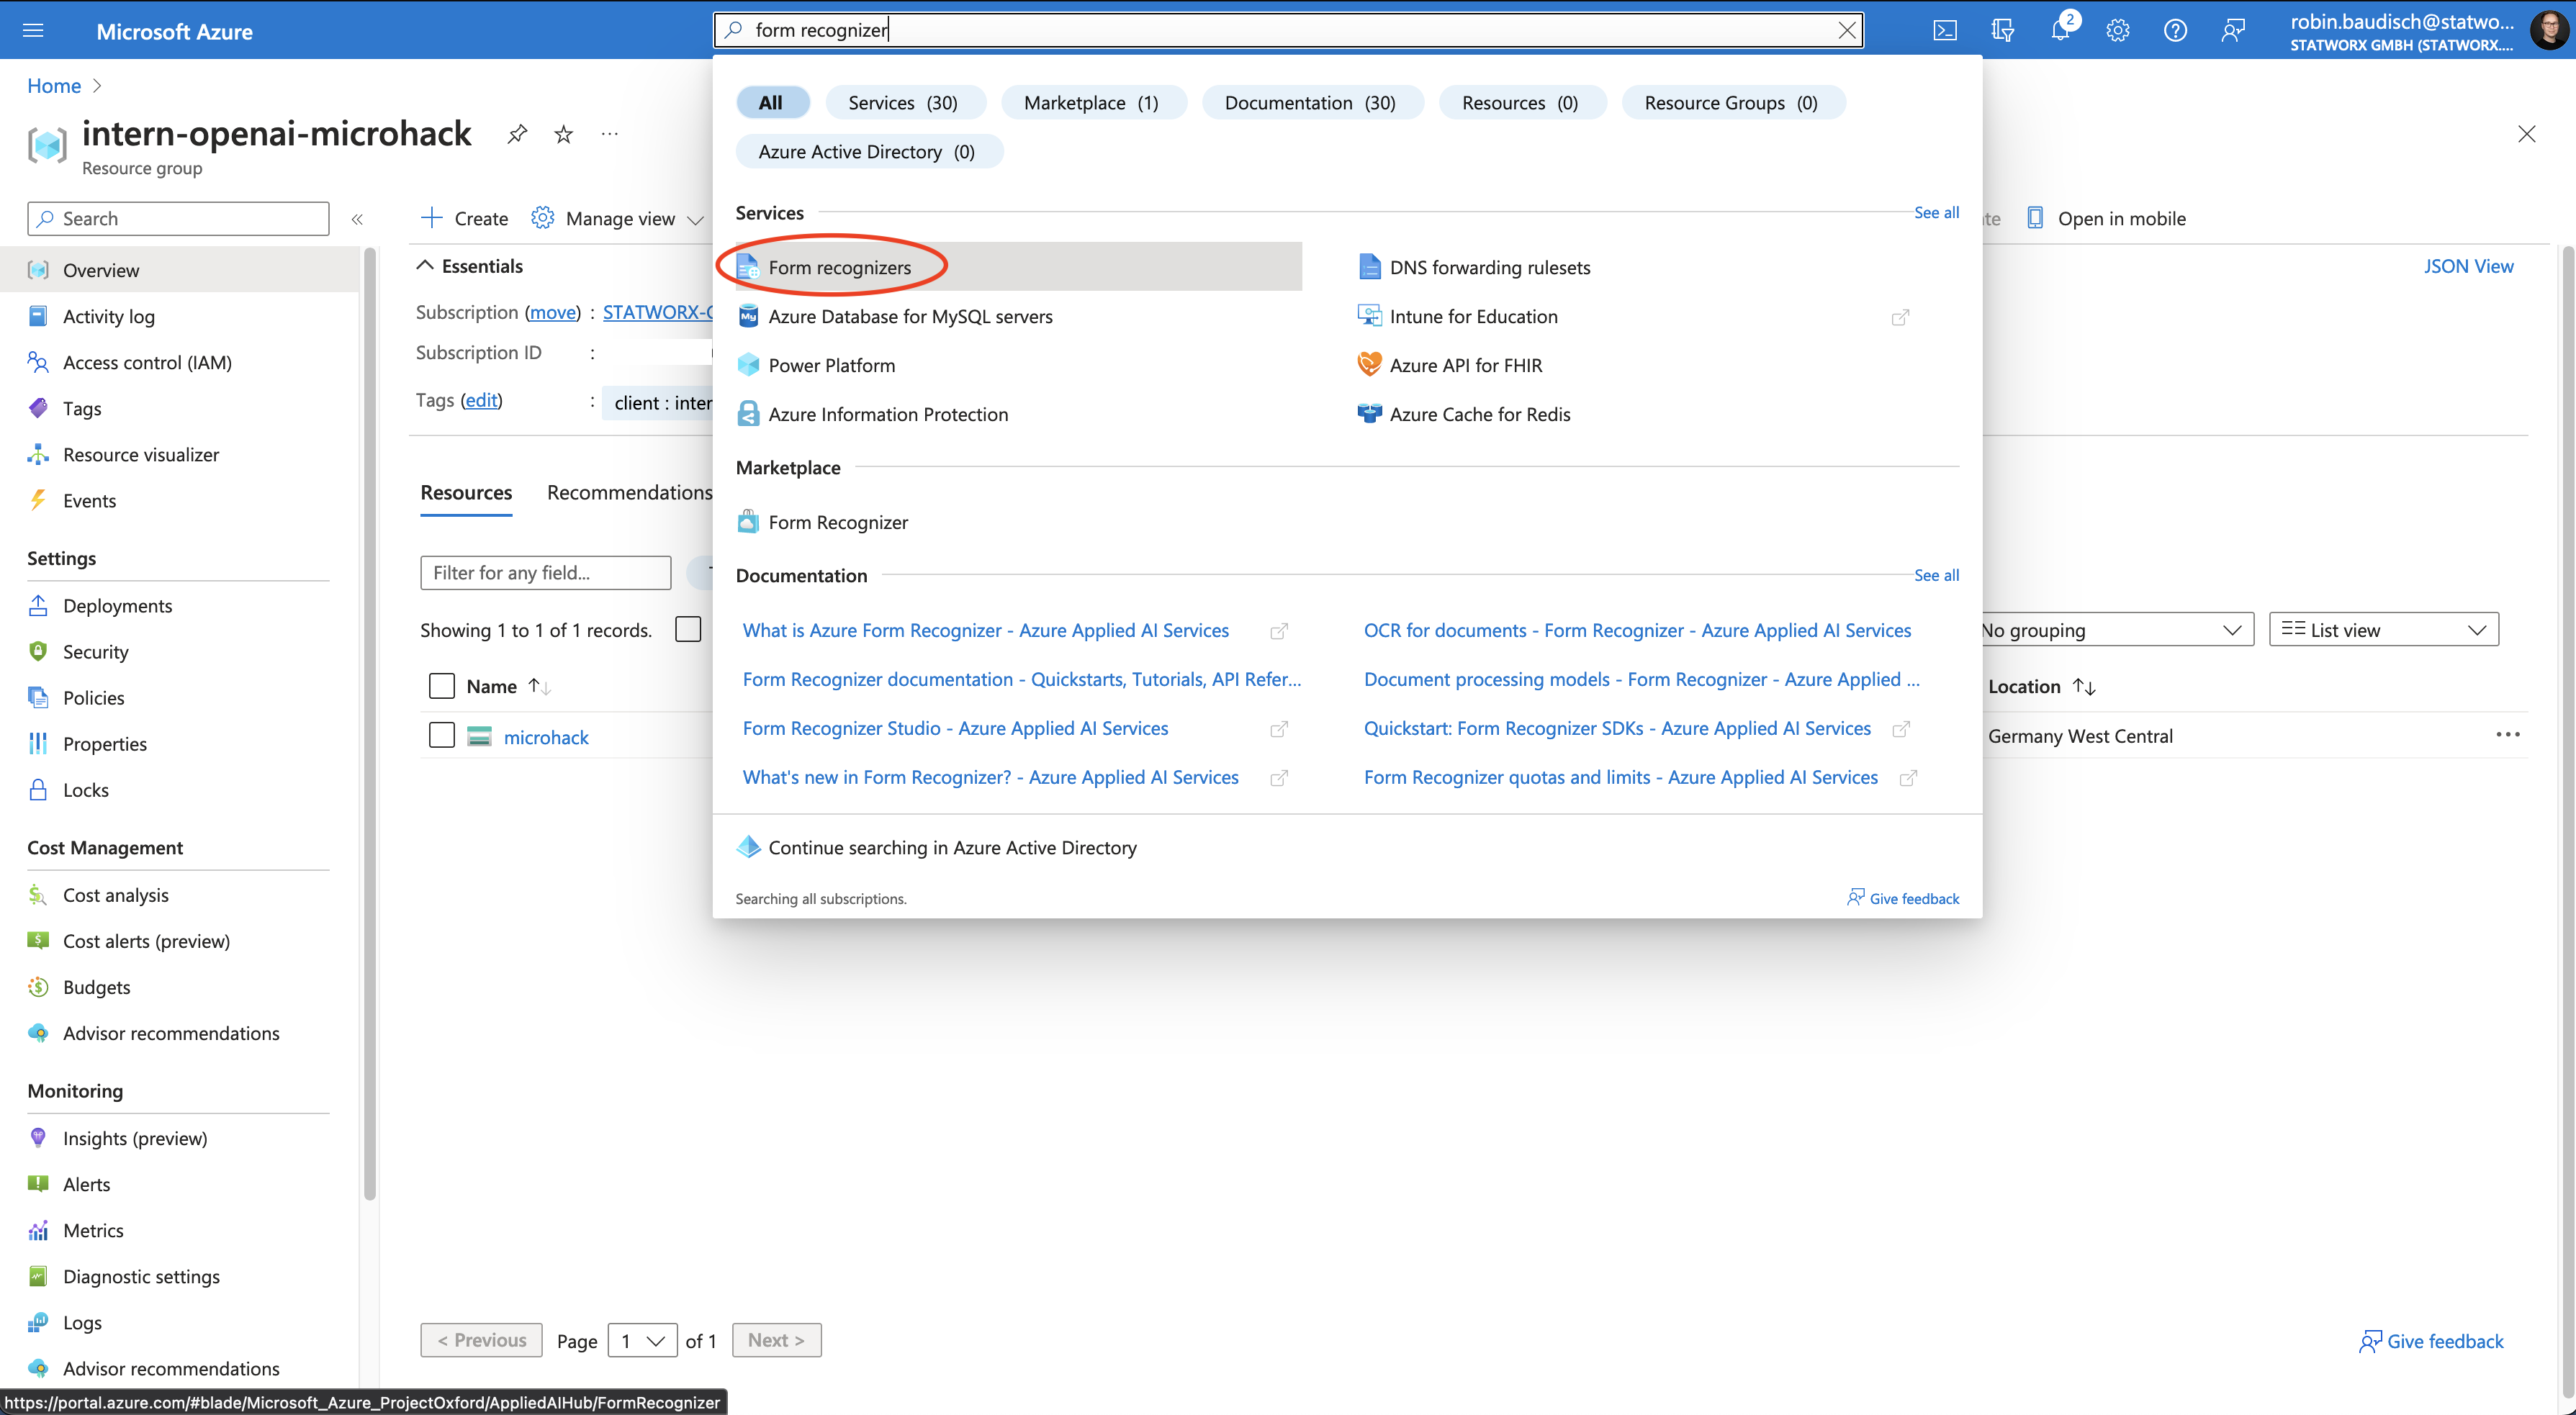 Microsoft Azure
form recognizer
2
robin.baudisch@statwo...
STATWORX GMBH (STATWORX....
Home
intern-openai-microhack
Resource group
Search
Overview
Activity log
Access control (IAM)
Tags
Resource visualizer
Events
Settings
Deployments
Security
Policies
Properties
Locks
Cost Management
Cost analysis
Cost alerts (preview)
Budgets
Advisor recommendations
Monitoring
Insights (preview)
Alerts
Metrics
Diagnostic settings
Logs
Advisor recommendations
https://portal.azure.com/#blade/Microsoft_Azure_ProjectOxford/AppliedAIHub/FormRecognizer
Create
Manage view
Essentials
Subscription (move) :
Subscription ID :
Tags (edit) :
Resources Recommendations
Filter for any field...
Showing 1 to 1 of 1 records.
Name
microhack
< Previous Page 1 of 1 Next >
All
Services (30)
Marketplace (1)
Documentation (30)
Resources (0)
Resource Groups (0)
Azure Active Directory (0)
Services
See all
Form recognizers
DNS forwarding rulesets
Azure Database for MySQL servers
Intune for Education
Power Platform
Azure API for FHIR
Azure Information Protection
Azure Cache for Redis
Marketplace
Form Recognizer
Documentation
See all
What is Azure Form Recognizer - Azure Applied AI Services
OCR for documents - Form Recognizer - Azure Applied AI Services
Form Recognizer documentation - Quickstarts, Tutorials, API Refer...
Document processing models - Form Recognizer - Azure Applied ...
Form Recognizer Studio - Azure Applied AI Services
Quickstart: Form Recognizer SDKs - Azure Applied AI Services
What's new in Form Recognizer? - Azure Applied AI Services
Form Recognizer quotas and limits - Azure Applied AI Services
Continue searching in Azure Active Directory
Searching all subscriptions.
Give feedback
Open in mobile
JSON View
No grouping
List view
Location
Germany West Central
Give feedback